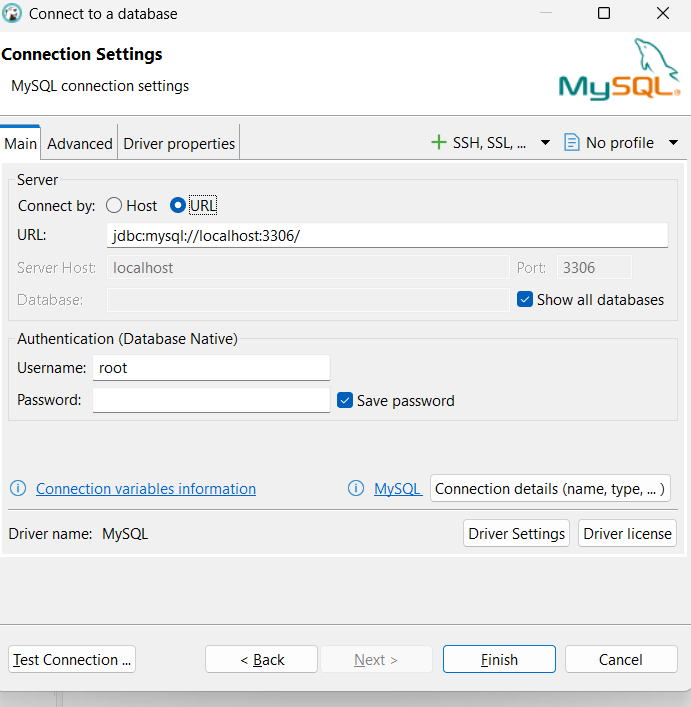 Connect to a database
Connection Settings
MySQL connection settings
MySQL®
Main Advanced Driver properties SSH, SSL, ... No profile
Server
Connect by: Host URL
URL: jdbc:mysql://localhost:3306/
Server Host: localhost Port: 3306
Database: Show all databases
Authentication (Database Native)
Username: root
Password: Save password
Connection variables information MySQL Connection details (name, type, ... )
Driver name: MySQL Driver Settings Driver license
Test Connection ... < Back Next > Finish Cancel